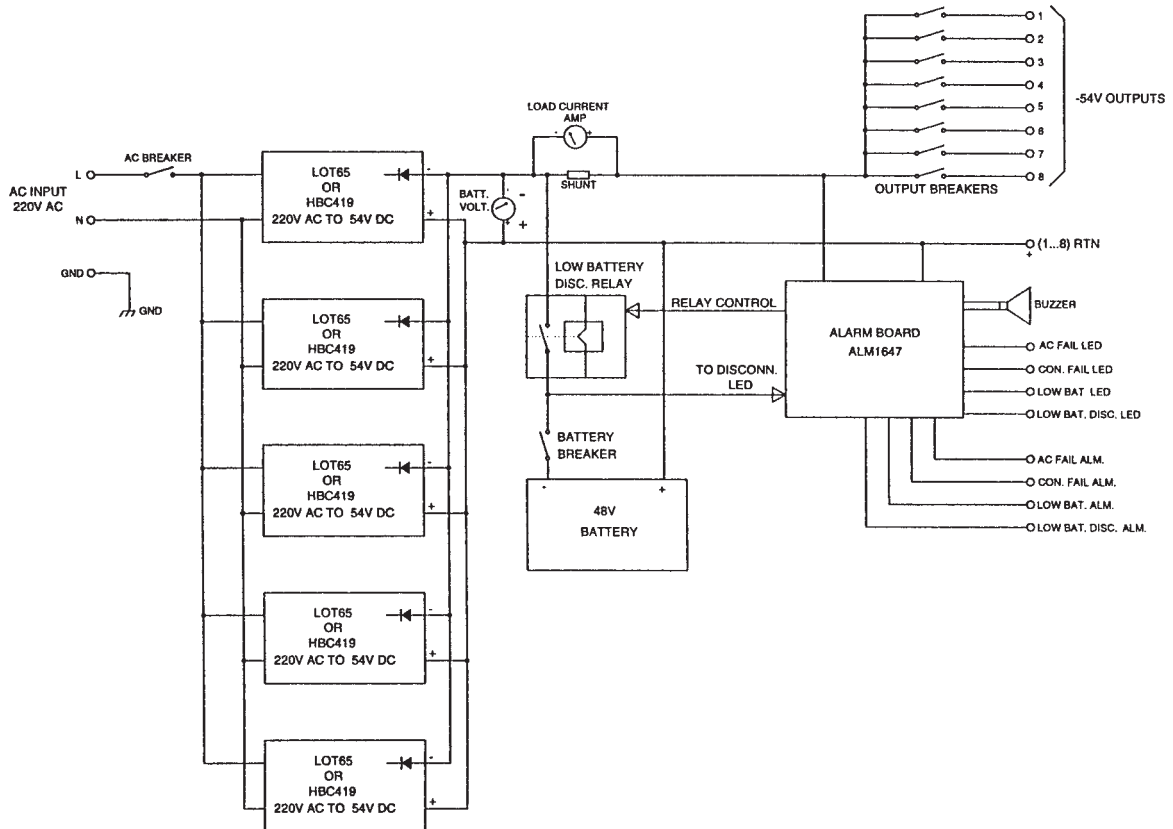 AC INPUT
220V AC
L
N
GND
GND
AC BREAKER
LOT65
OR
HBC419
220V AC TO 54V DC
-
+
LOT65
OR
HBC419
220V AC TO 54V DC
-
+
LOT65
OR
HBC419
220V AC TO 54V DC
-
+
LOT65
OR
HBC419
220V AC TO 54V DC
-
+
LOT65
OR
HBC419
220V AC TO 54V DC
-
+
LOAD CURRENT
AMP
- +
SHUNT
BATT.
VOLT.
-
+
LOW BATTERY
DISC. RELAY
RELAY CONTROL
TO DISCONN.
LED
BATTERY
BREAKER
- +
48V
BATTERY
1
2
3
4
5
6
7
8
-54V OUTPUTS
OUTPUT BREAKERS
(1...8) RTN
+
ALARM BOARD
ALM1647
BUZZER
AC FAIL LED
CON. FAIL LED
LOW BAT. LED
LOW BAT. DISC. LED
AC FAIL ALM.
CON. FAIL ALM.
LOW BAT. ALM.
LOW BAT. DISC. ALM.